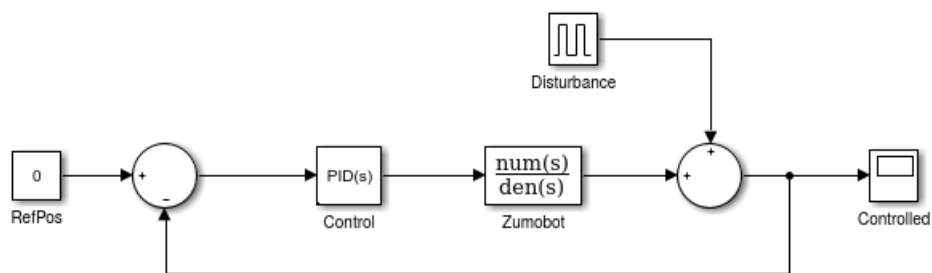 Disturbance
+
0
RefPos
+
−
PID(s)
Control
num(s)
den(s)
Zumobot
+
Controlled